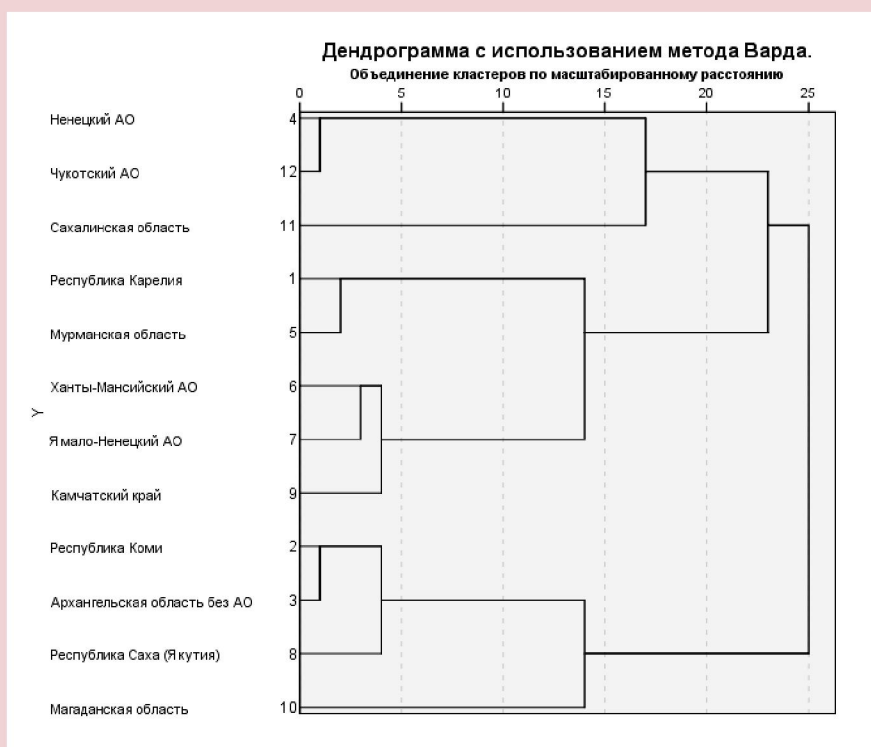 Дендрограмма с использованием метода Варда.
Объединение кластеров по масштабированному расстоянию
0 5 10 15 20 25
Ненецкий АО 4
Чукотский АО 12
Сахалинская область 11
Республика Карелия 1
Мурманская область 5
Ханты-Мансийский АО 6
Y
Ямало-Ненецкий АО 7
Камчатский край 9
Республика Коми 2
Архангельская область без АО 3
Республика Саха (Якутия) 8
Магаданская область 10